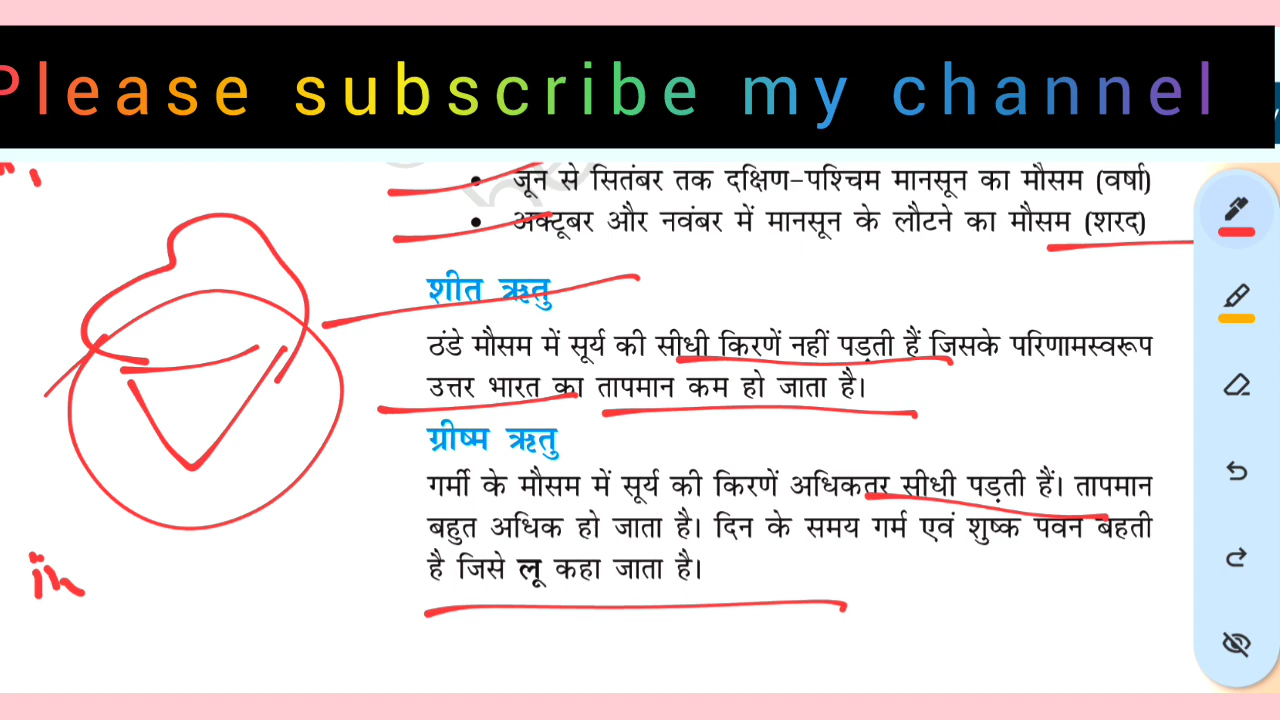 Please subscribe my channel
• जून से सितंबर तक दक्षिण-पश्चिम मानसून का मौसम (वर्षा)
• अक्टूबर और नवंबर में मानसून के लौटने का मौसम (शरद)
शीत ऋतु
ठंडे मौसम में सूर्य की सीधी किरणें नहीं पड़ती हैं जिसके परिणामस्वरूप
उत्तर भारत का तापमान कम हो जाता है।
ग्रीष्म ऋतु
गर्मी के मौसम में सूर्य की किरणें अधिकतर सीधी पड़ती हैं। तापमान
बहुत अधिक हो जाता है। दिन के समय गर्म एवं शुष्क पवन बहती
है जिसे लू कहा जाता है।